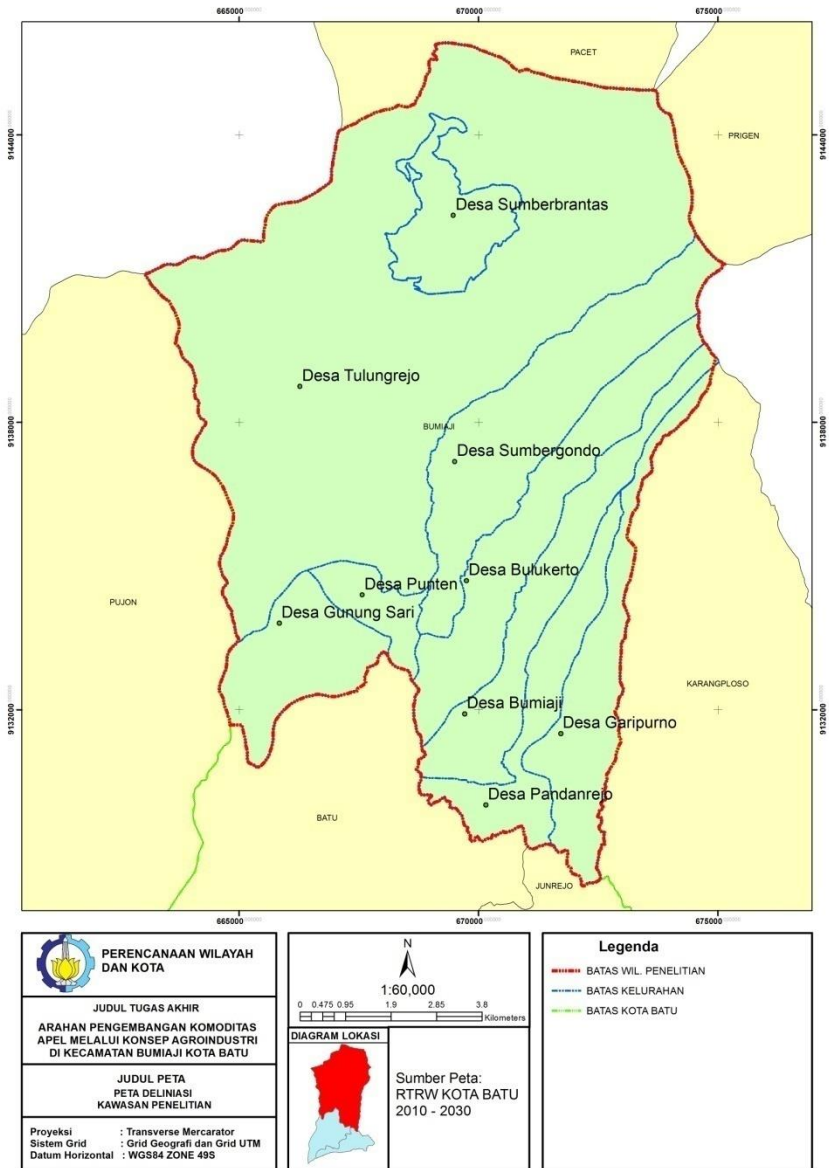 665000 670000 675000
PACET
9144000 9144000
PRIGEN
Desa Sumberbrantas
Desa Tulungrejo
9138000 9138000
BUMIAJI
Desa Sumbergondo
Desa Bulukerto
Desa Punten
PUJON
Desa Gunung Sari
KARANGPLOSO
9132000 9132000
Desa Bumiaji
Desa Garipurno
Desa Pandanrejo
BATU
JUNREJO
665000 670000 675000
PERENCANAAN WILAYAH
DAN KOTA
JUDUL TUGAS AKHIR
ARAHAN PENGEMBANGAN KOMODITAS
APEL MELALUI KONSEP AGROINDUSTRI
DI KECAMATAN BUMIAJI KOTA BATU
JUDUL PETA
PETA DELINIASI
KAWASAN PENELITIAN
Proyeksi : Transverse Mercarator
Sistem Grid : Grid Geografi dan Grid UTM
Datum Horizontal : WGS84 ZONE 49S
N
1:60,000
0 0.475 0.95 1.9 2.85 3.8
Kilometers
DIAGRAM LOKASI
Sumber Peta:
RTRW KOTA BATU
2010 - 2030
Legenda
BATAS WIL. PENELITIAN
BATAS KELURAHAN
BATAS KOTA BATU